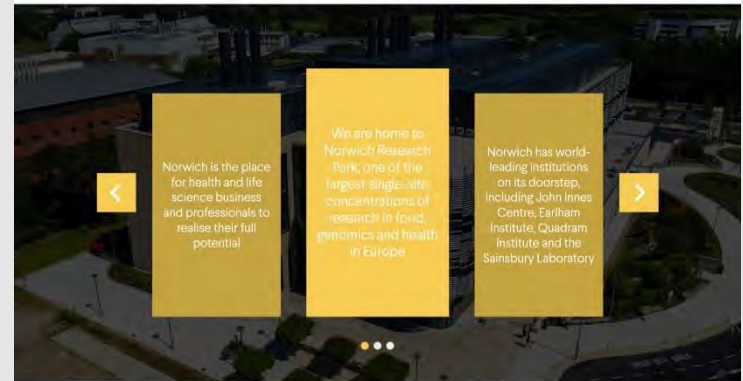 Norwich is the place
for health and life
science business
and professionals to
realise their full
potential
We are home to
Norwich Research
Park, one of the
largest single-site
concentrations of
research in food,
genomics and health
in Europe
Norwich has world-
leading institutions
on its doorstep,
including John Innes
Centre, Earlham
Institute, Quadram
Institute and the
Sainsbury Laboratory